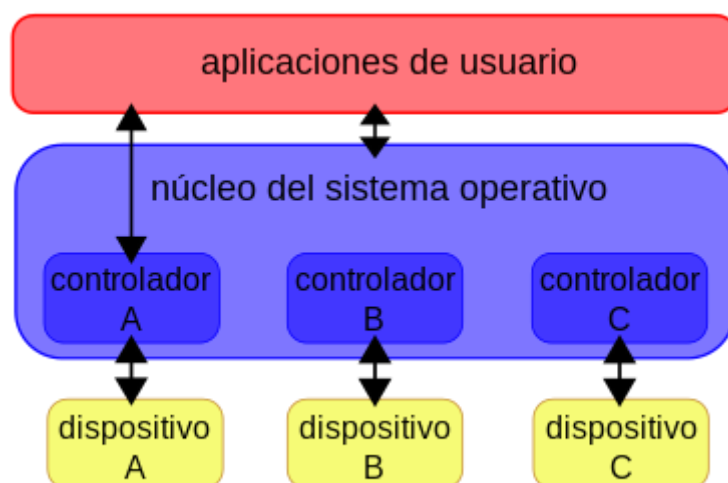 aplicaciones de usuario
núcleo del sistema operativo
controlador
A
controlador
B
controlador
C
dispositivo
A
dispositivo
B
dispositivo
C